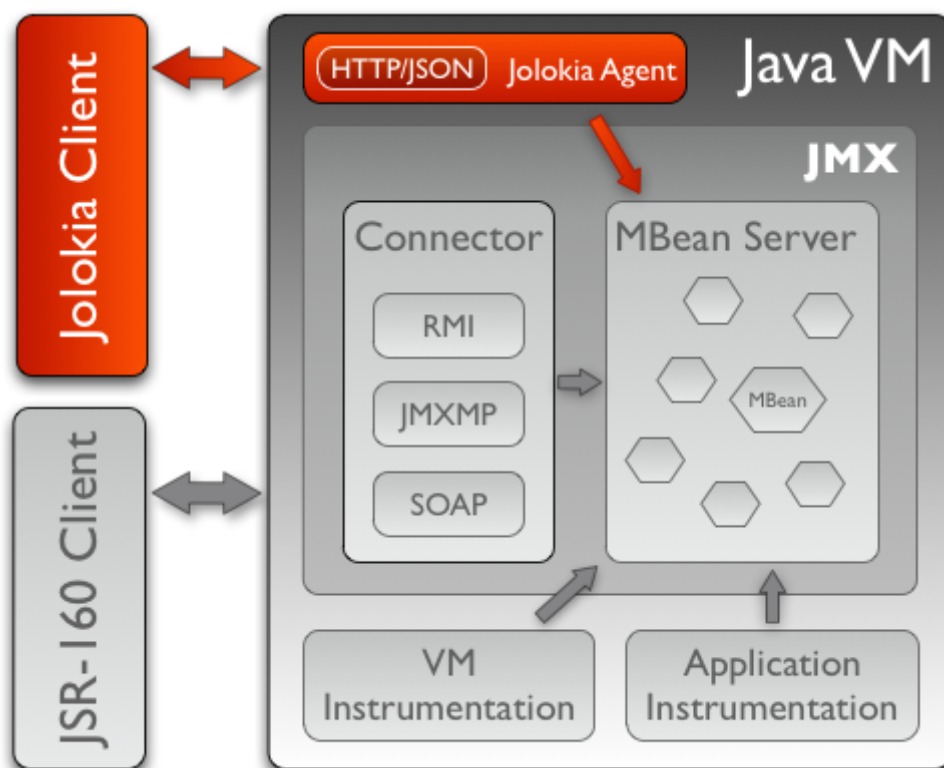 Jolokia Client
HTTP/JSON Jolokia Agent
Java VM
JMX
Connector
RMI
JMXMP
SOAP
MBean Server
MBean
JSR-160 Client
VM
Instrumentation
Application
Instrumentation